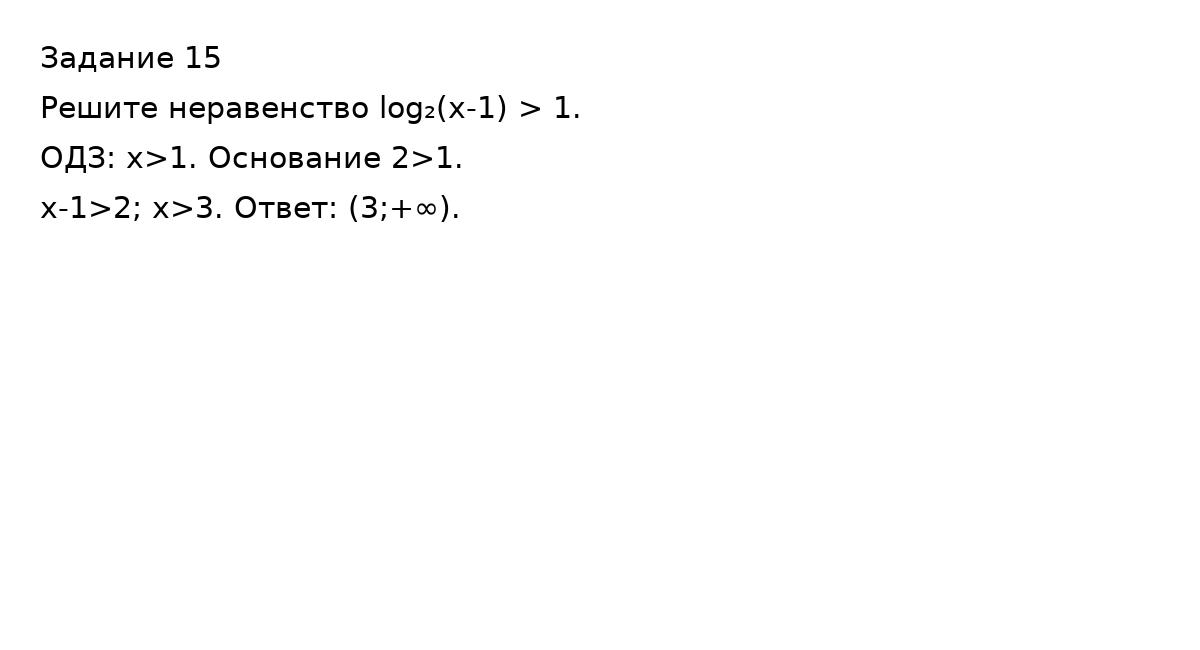 Задание 15
Решите неравенство log₂(x-1) > 1.
ОДЗ: x>1. Основание 2>1.
x-1>2; x>3. Ответ: (3;+∞).